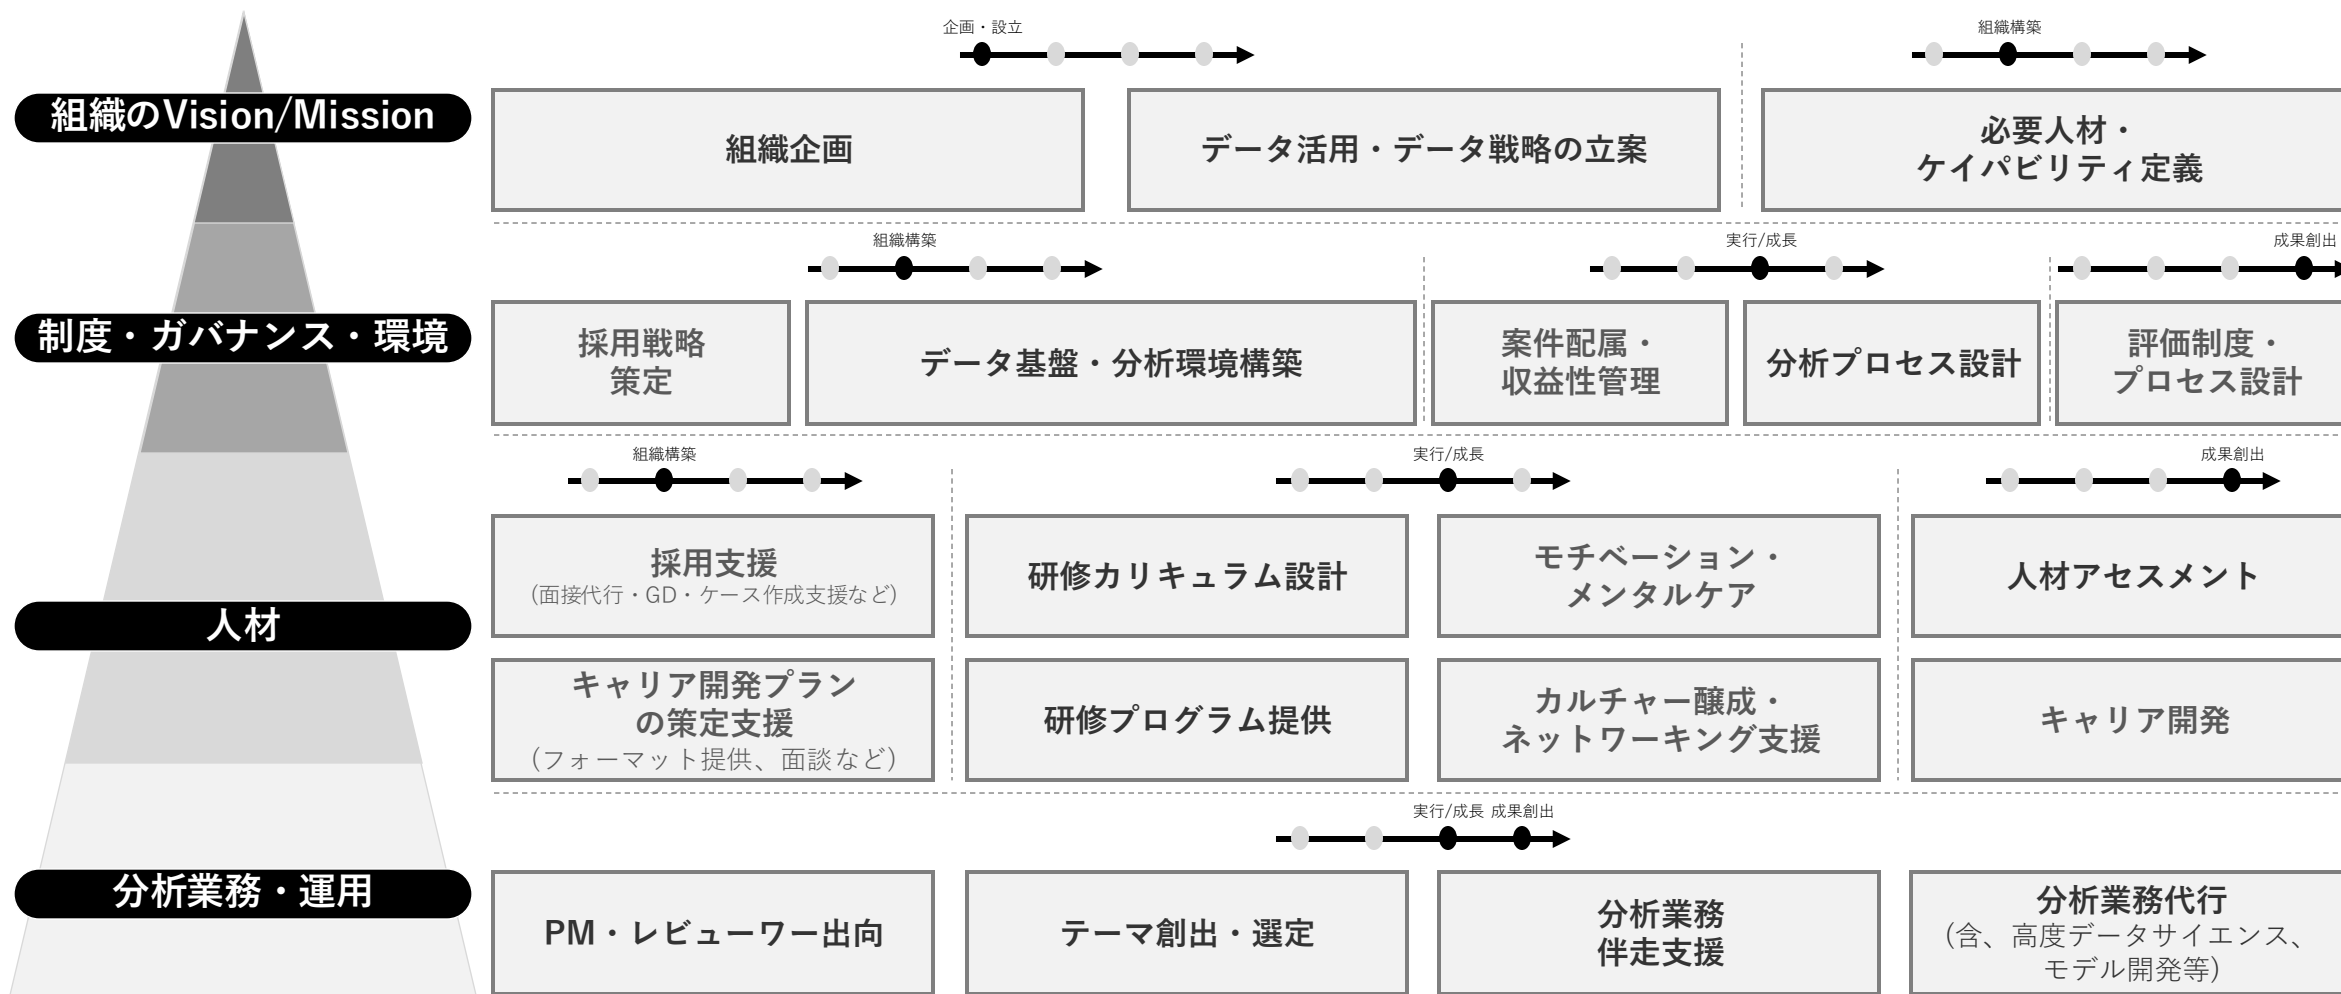 企画・設立
組織構築
組織のVision/Mission
組織企画
データ活用・データ戦略の立案
必要人材・
ケイパビリティ定義
組織構築
実行/成長
成果創出
制度・ガバナンス・環境
採用戦略
策定
データ基盤・分析環境構築
案件配属・
収益性管理
分析プロセス設計
評価制度・
プロセス設計
組織構築
実行/成長
成果創出
人材
採用支援
（面接代行・GD・ケース作成支援など）
研修カリキュラム設計
モチベーション・
メンタルケア
人材アセスメント
キャリア開発プラン
の策定支援
（フォーマット提供、面談など）
研修プログラム提供
カルチャー醸成・
ネットワーキング支援
キャリア開発
実行/成長 成果創出
分析業務・運用
PM・レビューワー出向
テーマ創出・選定
分析業務
伴走支援
分析業務代行
（含、高度データサイエンス、
モデル開発等）